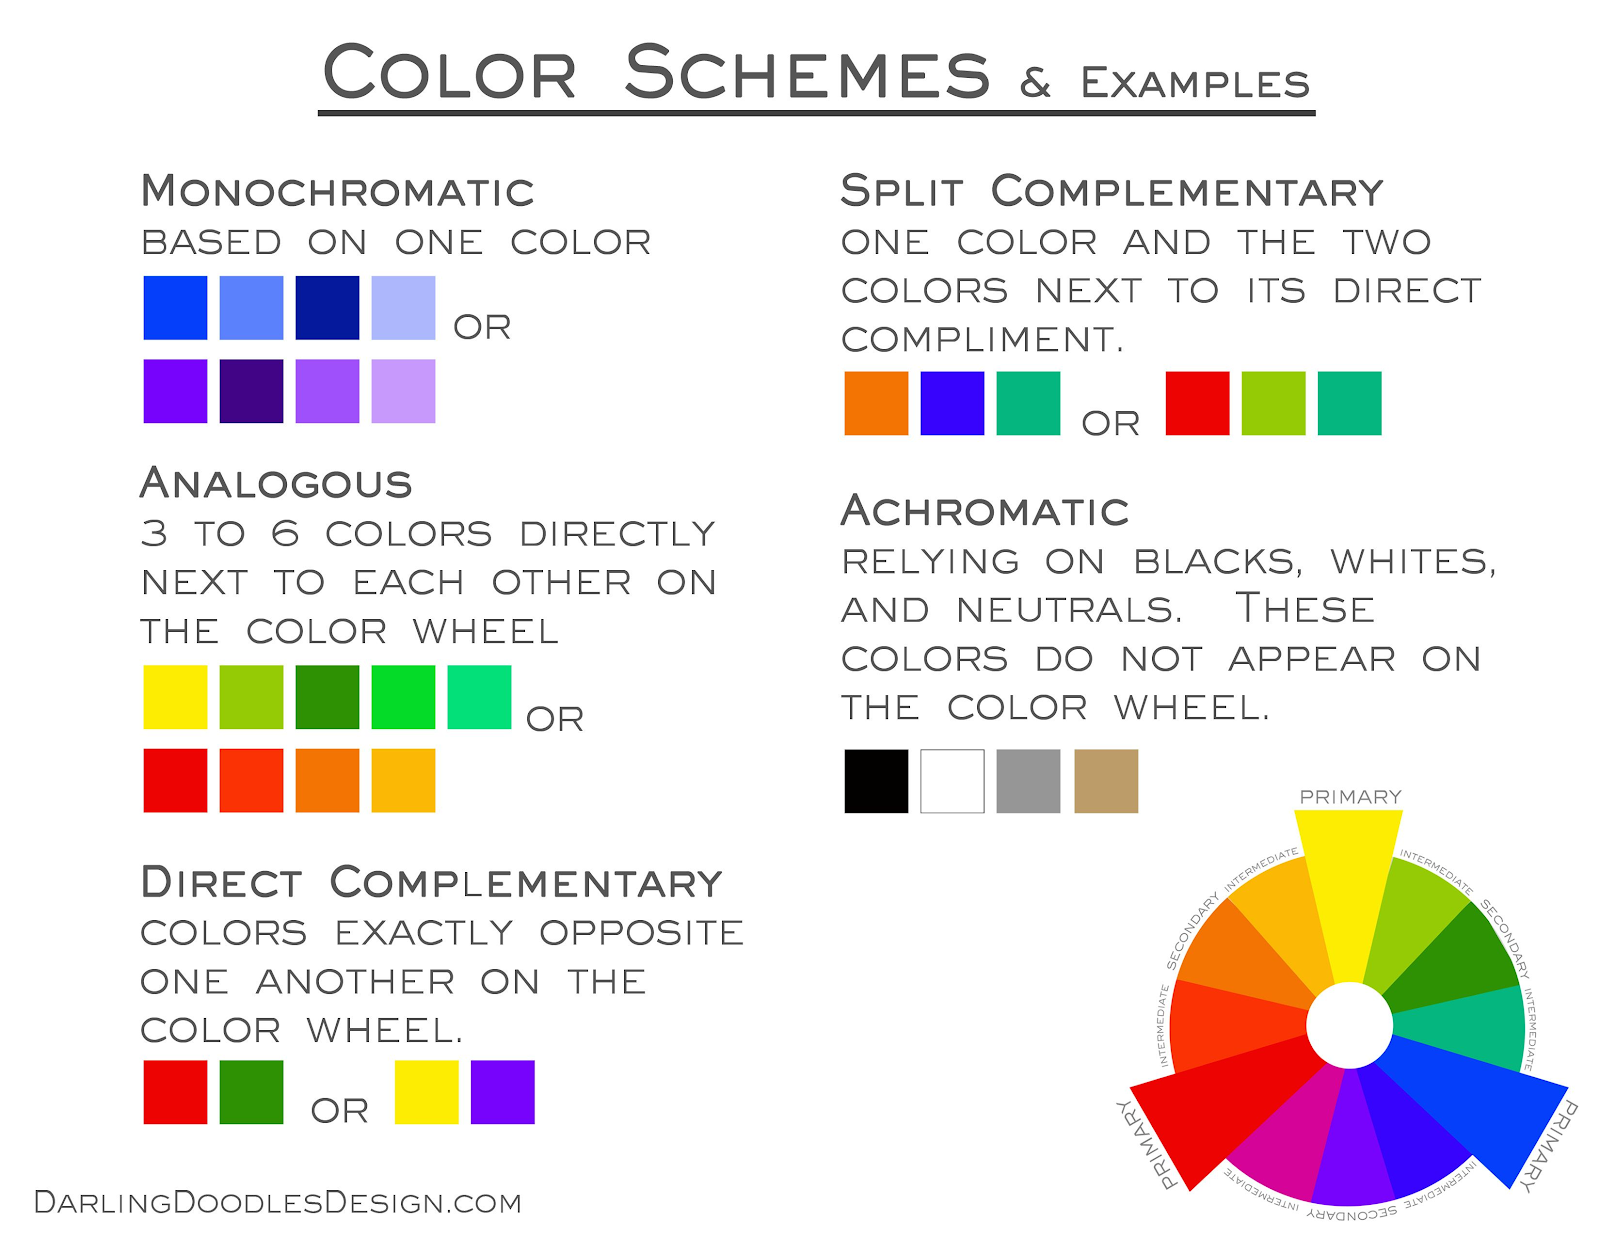 Color Schemes & Examples
Monochromatic
based on one color
or
Analogous
3 to 6 colors directly
next to each other on
the color wheel
or
Direct Complementary
colors exactly opposite
one another on the
color wheel.
or
Split Complementary
one color and the two
colors next to its direct
compliment.
or
Achromatic
relying on blacks, whites,
and neutrals. These
colors do not appear on
the color wheel.
PRIMARY
INTERMEDIATE
SECONDARY
INTERMEDIATE
PRIMARY
INTERMEDIATE
SECONDARY
INTERMEDIATE
PRIMARY
INTERMEDIATE
SECONDARY
INTERMEDIATE
DarlingDoodlesDesign.com